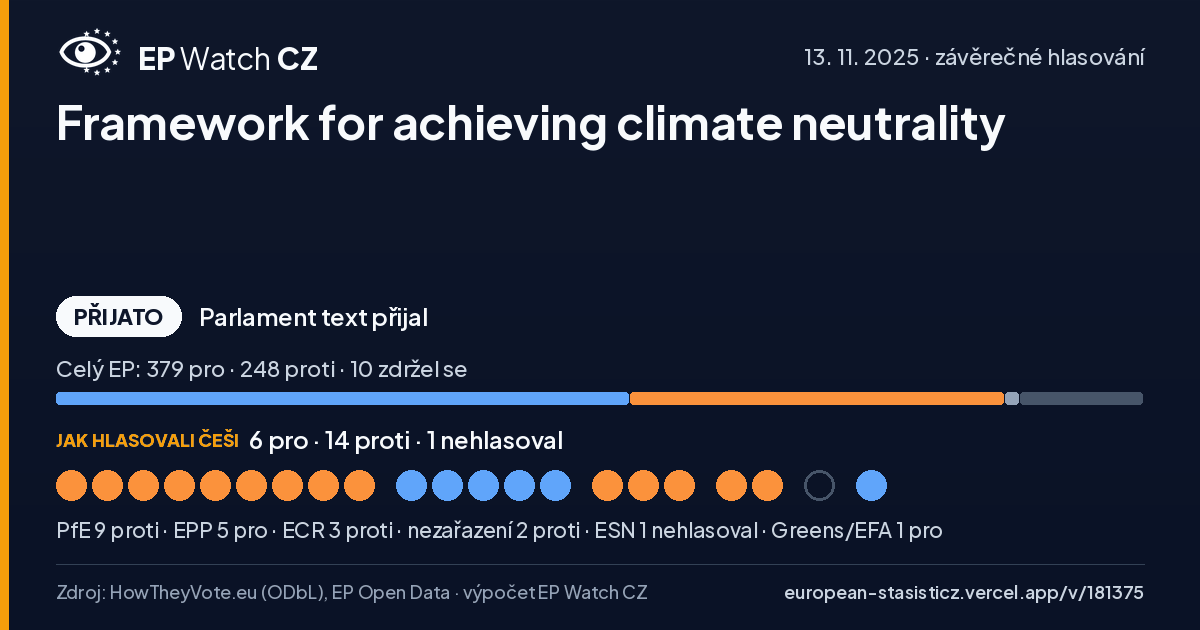 EP Watch CZ
13. 11. 2025 · závěrečné hlasování
Framework for achieving climate neutrality
PŘIJATO Parlament text přijal
Celý EP: 379 pro · 248 proti · 10 zdržel se
JAK HLASOVALI ČEŠI 6 pro · 14 proti · 1 nehlasoval
PfE 9 proti · EPP 5 pro · ECR 3 proti · nezařazení 2 proti · ESN 1 nehlasoval · Greens/EFA 1 pro
Zdroj: HowTheyVote.eu (ODbL), EP Open Data · výpočet EP Watch CZ
european-stasisticz.vercel.app/v/181375